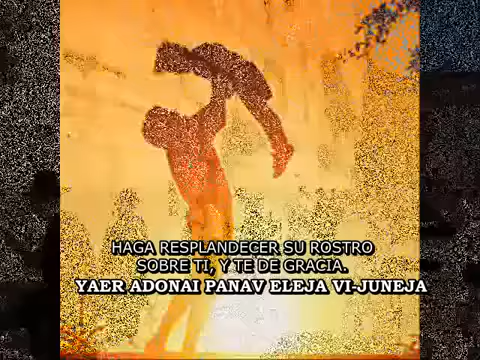 HAGA RESPLANDECER SU ROSTRO
SOBRE TI, Y TE DE GRACIA.
YAER ADONAI PANAV ELEJA VI-JUNEJA